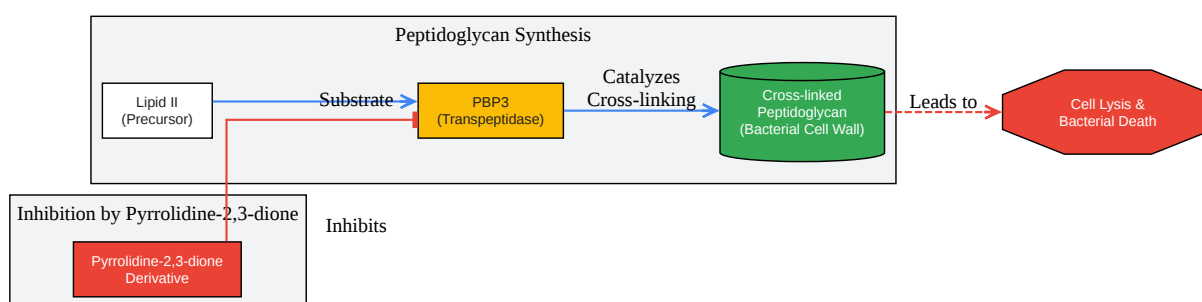 Peptidoglycan Synthesis
Lipid II
(Precursor)
Substrate
PBP3
(Transpeptidase)
Catalyzes
Cross-linking
Cross-linked
Peptidoglycan
(Bacterial Cell Wall)
Leads to
Cell Lysis &
Bacterial Death
Inhibition by Pyrrolidine-2,3-dione
Inhibits
Pyrrolidine-2,3-dione
Derivative